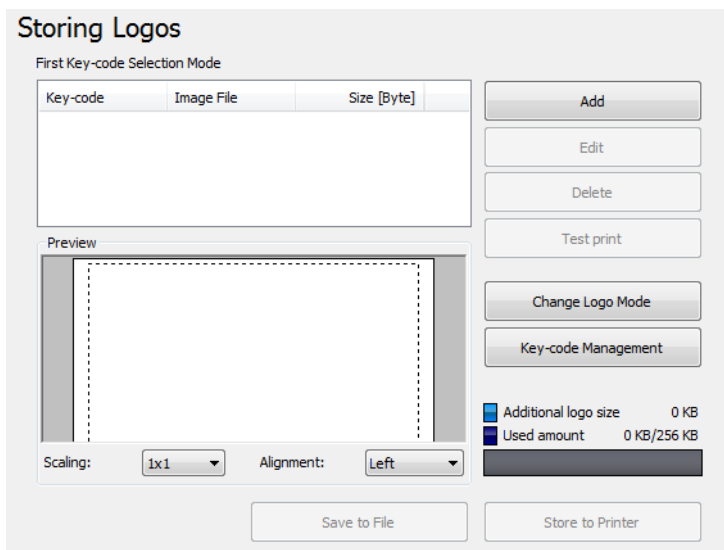 Storing Logos
First Key-code Selection Mode
Key-code Image File Size [Byte]
Add
Edit
Delete
Test print
Preview
Change Logo Mode
Key-code Management
Additional logo size 0 KB
Used amount 0 KB/256 KB
Scaling: 1x1 Alignment: Left
Save to File Store to Printer